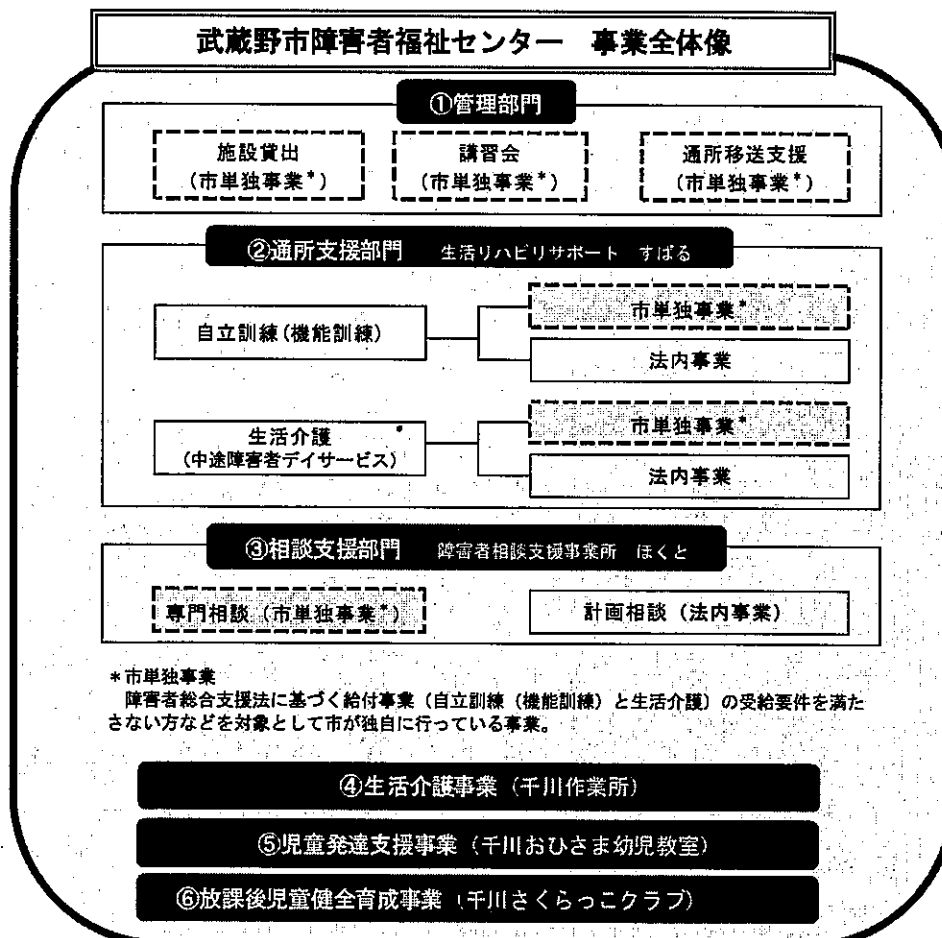 武蔵野市障害者福祉センター 事業全体像
①管理部門
施設貸出
(市単独事業*)
講習会
(市単独事業*)
通所移送支援
(市単独事業*)
②通所支援部門 生活リハビリサポート すばる
自立訓練(機能訓練)
市単独事業*
法内事業
生活介護
(中途障害者デイサービス)
市単独事業*
法内事業
③相談支援部門 障害者相談支援事業所 ほくと
専門相談(市単独事業*)
計画相談(法内事業)
*市単独事業
障害者総合支援法に基づく給付事業(自立訓練(機能訓練)と生活介護)の受給要件を満た
さない方などを対象として市が独自に行っている事業。
④生活介護事業(千川作業所)
⑤児童発達支援事業(千川おひさま幼児教室)
⑥放課後児童健全育成事業(千川さくらっこクラブ)